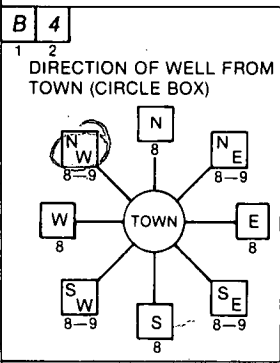 B 4
1 2
DIRECTION OF WELL FROM
TOWN (CIRCLE BOX)
N
8
N W
8-9
N E
8-9
W
8
TOWN
E
8
S W
8-9
S
8
S E
8-9